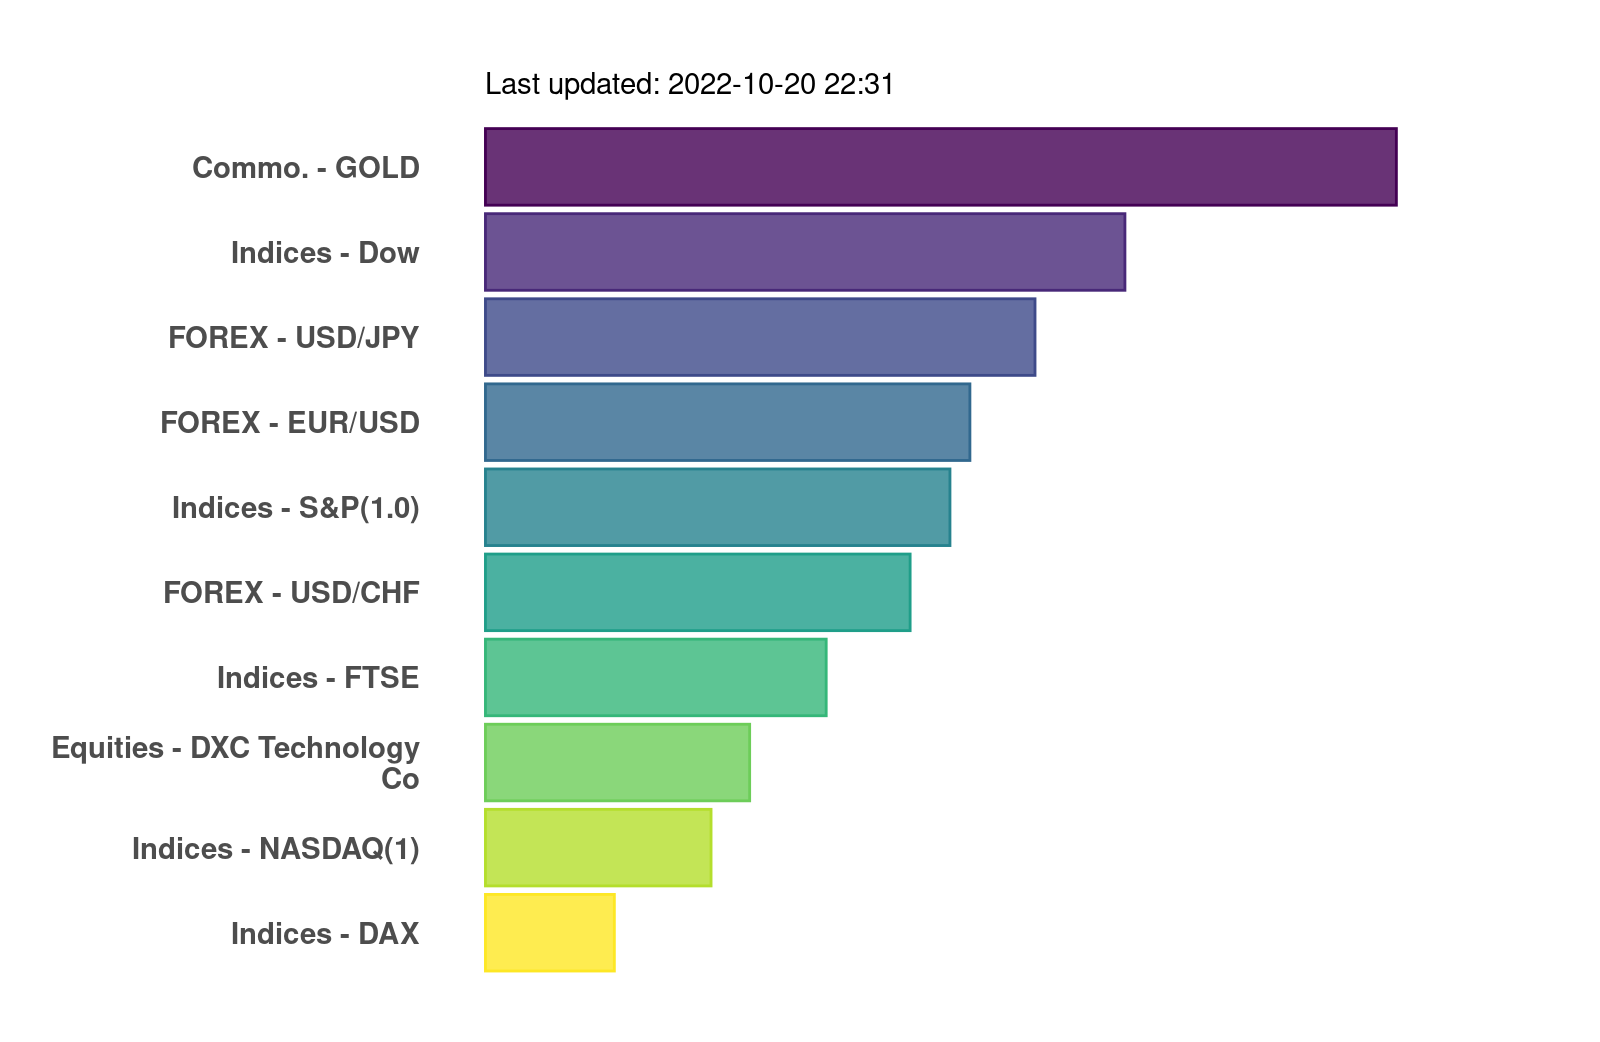 Last updated: 2022-10-20 22:31
Commo. - GOLD
Indices - Dow
FOREX - USD/JPY
FOREX - EUR/USD
Indices - S&P(1.0)
FOREX - USD/CHF
Indices - FTSE
Equities - DXC Technology
Co
Indices - NASDAQ(1)
Indices - DAX